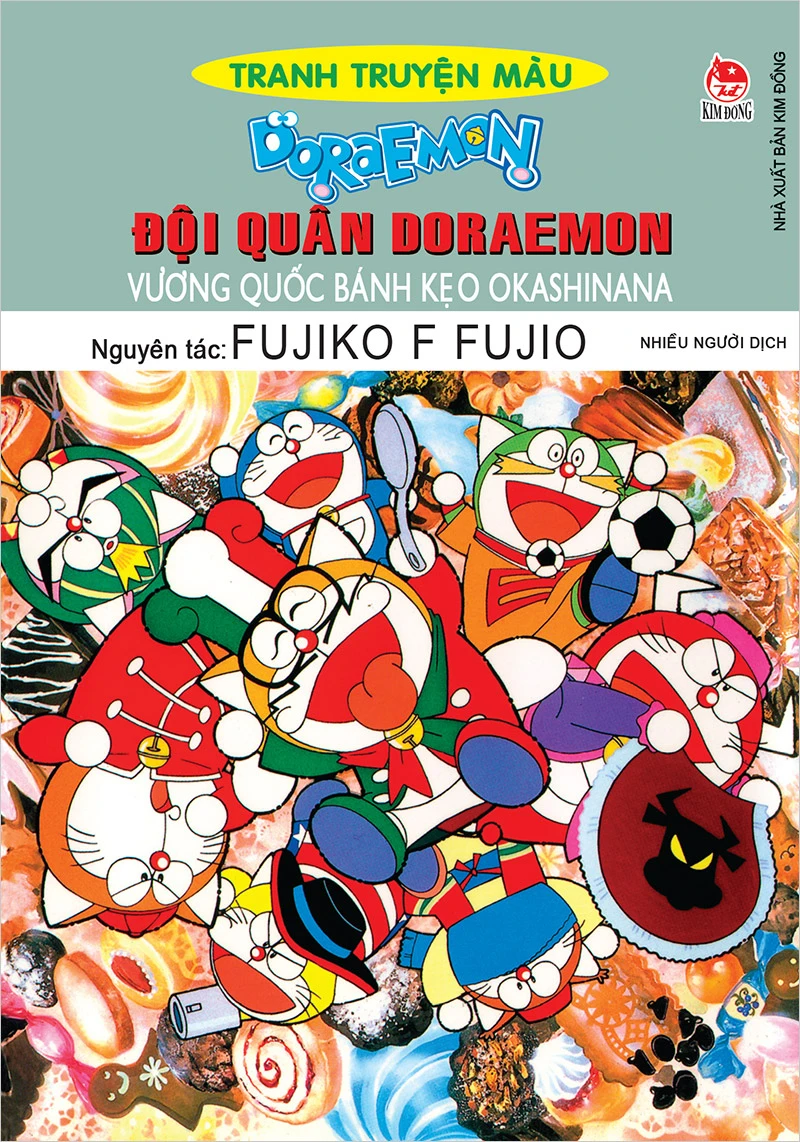 TRANH TRUYỆN MÀU
KIM ĐỒNG
NHÀ XUẤT BẢN KIM ĐỒNG
DORAEMON
ĐỘI QUÂN DORAEMON
VƯƠNG QUỐC BÁNH KẸO OKASHINANA
Nguyên tác: FUJIKO F FUJIO
NHIỀU NGƯỜI DỊCH